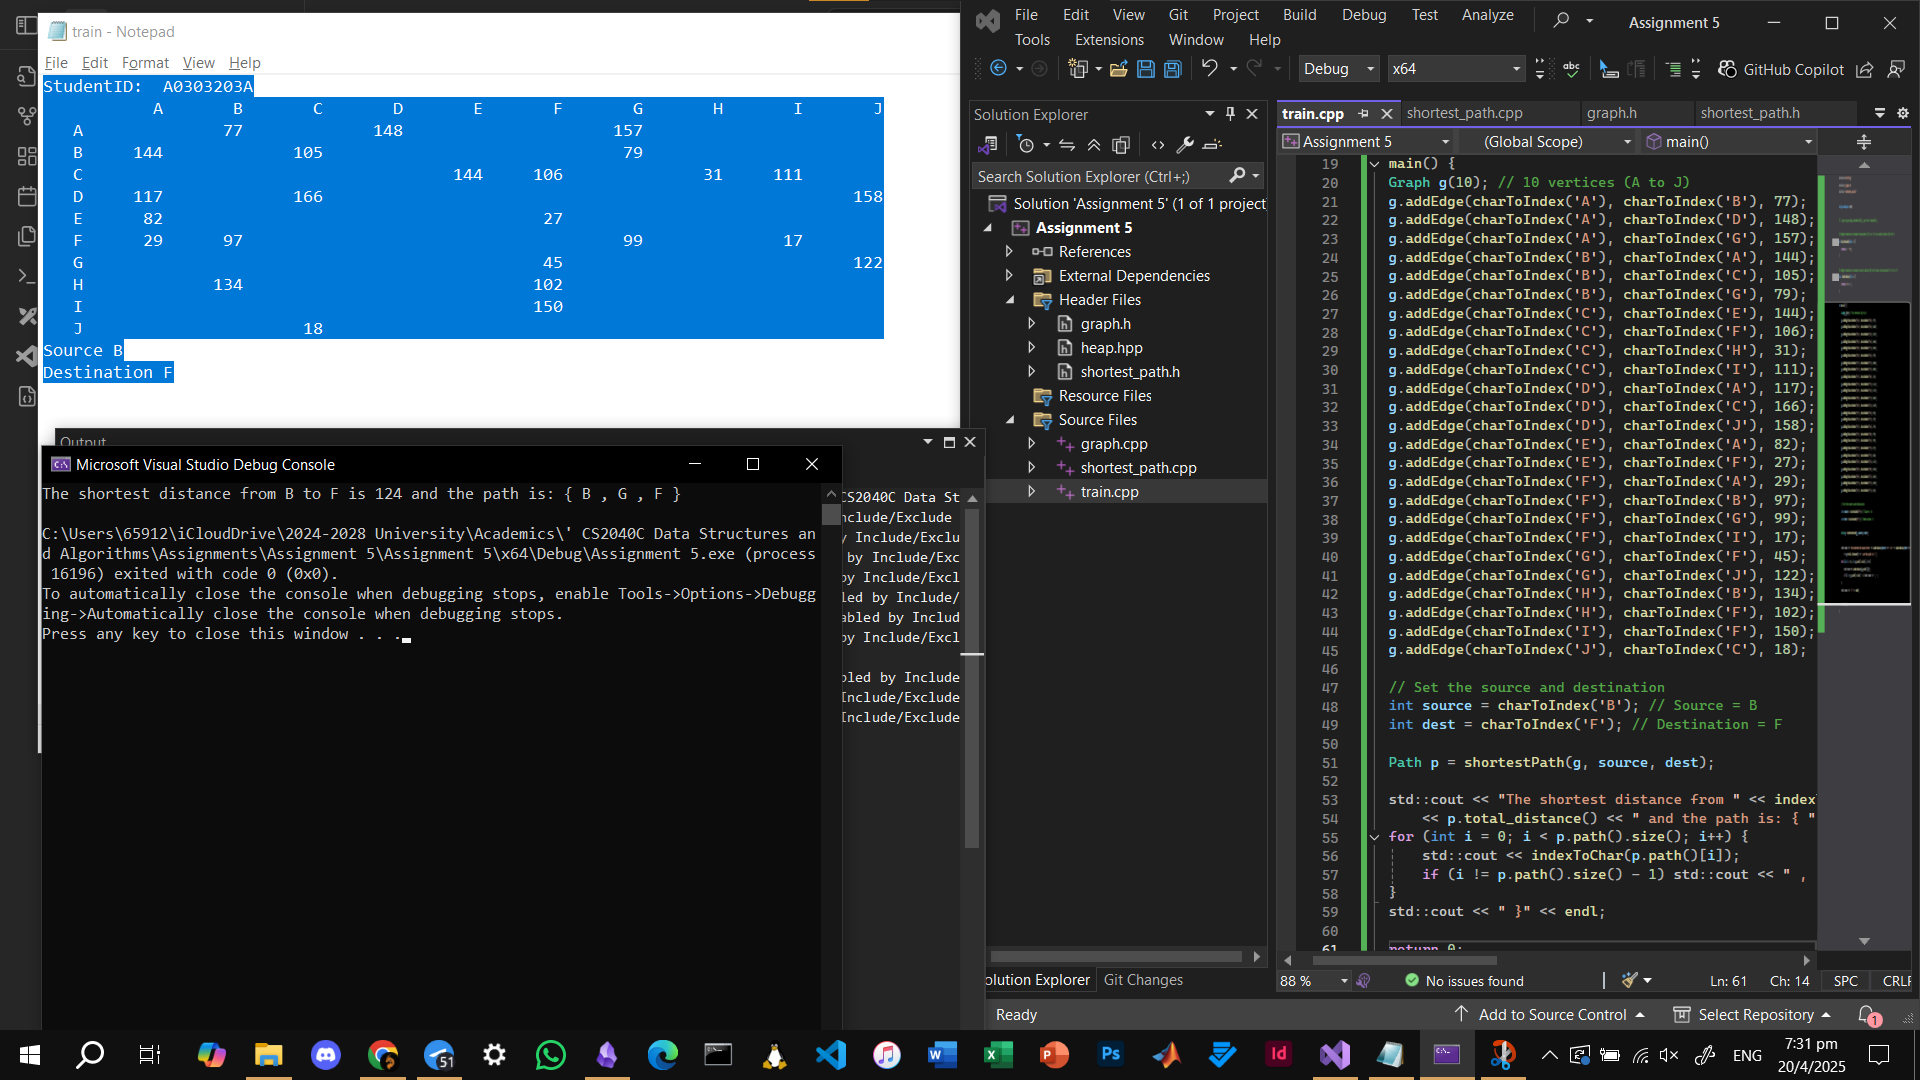 train - Notepad
File Edit Format View Help
StudentID: A0303203A
A B C D E F G H I J
A 77 148 157
B 144 105 79
C 144 106 31 111
D 117 166 158
E 82 27
F 29 97 99 17
G 45 122
H 134 102
I 150
J 18
Source B
Destination F
Output
Microsoft Visual Studio Debug Console
The shortest distance from B to F is 124 and the path is: { B , G , F }
C:\Users\65912\iCloudDrive\2024-2028 University\Academics\' CS2040C Data Structures an
d Algorithms\Assignments\Assignment 5\Assignment 5\x64\Debug\Assignment 5.exe (process
16196) exited with code 0 (0x0).
To automatically close the console when debugging stops, enable Tools->Options->Debugg
ing->Automatically close the console when debugging stops.
Press any key to close this window . . .
CS2040C Data St
nclude/Exclude
y Include/Exclu
by Include/Exc
by Include/Excl
led by Include/
abled by Includ
by Include/Excl
bled by Include
Include/Exclude
Include/Exclude
File Edit View Git Project Build Debug Test Analyze
Tools Extensions Window Help
Assignment 5
Debug x64 GitHub Copilot
Solution Explorer
Search Solution Explorer (Ctrl+;)
Solution 'Assignment 5' (1 of 1 project
Assignment 5
References
External Dependencies
Header Files
graph.h
heap.hpp
shortest_path.h
Resource Files
Source Files
graph.cpp
shortest_path.cpp
train.cpp
olution Explorer Git Changes
train.cpp shortest_path.cpp graph.h shortest_path.h
Assignment 5 (Global Scope) main()
19 main() {
20 Graph g(10); // 10 vertices (A to J)
21 g.addEdge(charToIndex('A'), charToIndex('B'), 77);
22 g.addEdge(charToIndex('A'), charToIndex('D'), 148);
23 g.addEdge(charToIndex('A'), charToIndex('G'), 157);
24 g.addEdge(charToIndex('B'), charToIndex('A'), 144);
25 g.addEdge(charToIndex('B'), charToIndex('C'), 105);
26 g.addEdge(charToIndex('B'), charToIndex('G'), 79);
27 g.addEdge(charToIndex('C'), charToIndex('E'), 144);
28 g.addEdge(charToIndex('C'), charToIndex('F'), 106);
29 g.addEdge(charToIndex('C'), charToIndex('H'), 31);
30 g.addEdge(charToIndex('C'), charToIndex('I'), 111);
31 g.addEdge(charToIndex('D'), charToIndex('A'), 117);
32 g.addEdge(charToIndex('D'), charToIndex('C'), 166);
33 g.addEdge(charToIndex('D'), charToIndex('J'), 158);
34 g.addEdge(charToIndex('E'), charToIndex('A'), 82);
35 g.addEdge(charToIndex('E'), charToIndex('F'), 27);
36 g.addEdge(charToIndex('F'), charToIndex('A'), 29);
37 g.addEdge(charToIndex('F'), charToIndex('B'), 97);
38 g.addEdge(charToIndex('F'), charToIndex('G'), 99);
39 g.addEdge(charToIndex('F'), charToIndex('I'), 17);
40 g.addEdge(charToIndex('G'), charToIndex('F'), 45);
41 g.addEdge(charToIndex('G'), charToIndex('J'), 122);
42 g.addEdge(charToIndex('H'), charToIndex('B'), 134);
43 g.addEdge(charToIndex('H'), charToIndex('F'), 102);
44 g.addEdge(charToIndex('I'), charToIndex('F'), 150);
45 g.addEdge(charToIndex('J'), charToIndex('C'), 18);
46
47 // Set the source and destination
48 int source = charToIndex('B'); // Source = B
49 int dest = charToIndex('F'); // Destination = F
50
51 Path p = shortestPath(g, source, dest);
52
53 std::cout << "The shortest distance from " << index
54 << p.total_distance() << " and the path is: { "
55 for (int i = 0; i < p.path().size(); i++) {
56 std::cout << indexToChar(p.path()[i]);
57 if (i != p.path().size() - 1) std::cout << " ,
58 }
59 std::cout << " }" << endl;
60
61 return 0;
88 % No issues found Ln: 61 Ch: 14 SPC CRLF
Ready Add to Source Control Select Repository 1
51 ENG 7:31 pm
20/4/2025